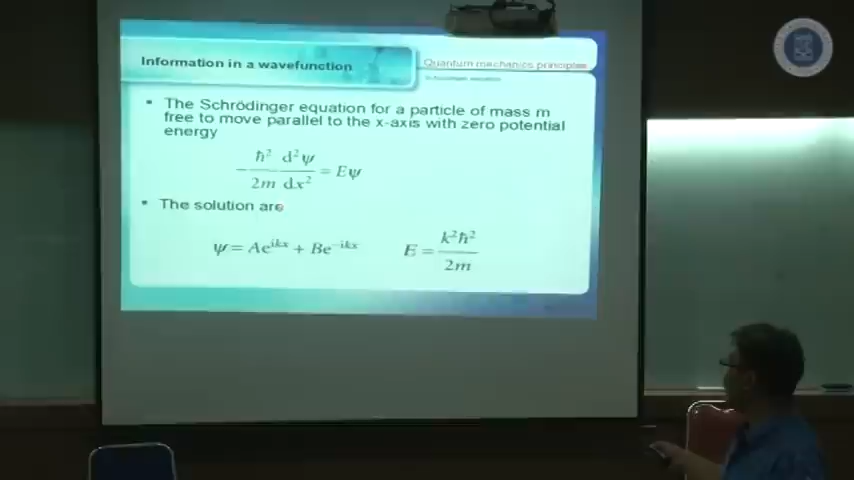 Information in a wavefunction
Quantum mechanics principles
▪ The Schrödinger equation for a particle of mass m
free to move parallel to the x-axis with zero potential
energy
−ħ²/2m d²ψ/dx² = Eψ
▪ The solution are
ψ = Ae^ikx + Be^−ikx
E = k²ħ²/2m